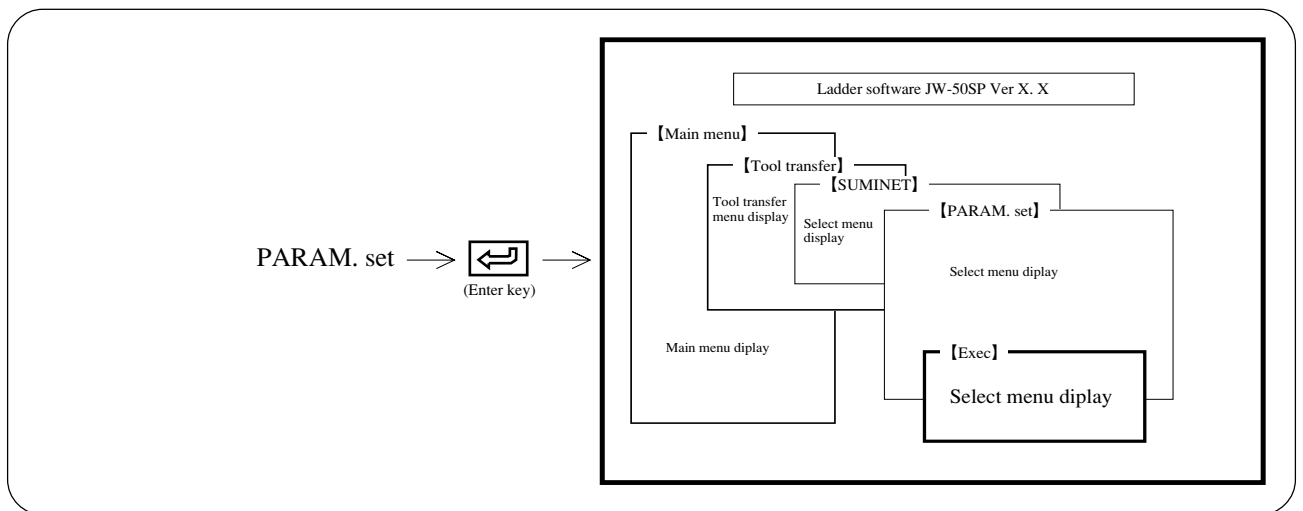 Ladder software JW-50SP Ver X. X
【Main menu】
【Tool transfer】
【SUMINET】
Tool transfer
menu display
【PARAM. set】
Select menu
display
PARAM. set
(Enter key)
Select menu diplay
Main menu diplay
【Exec】
Select menu diplay